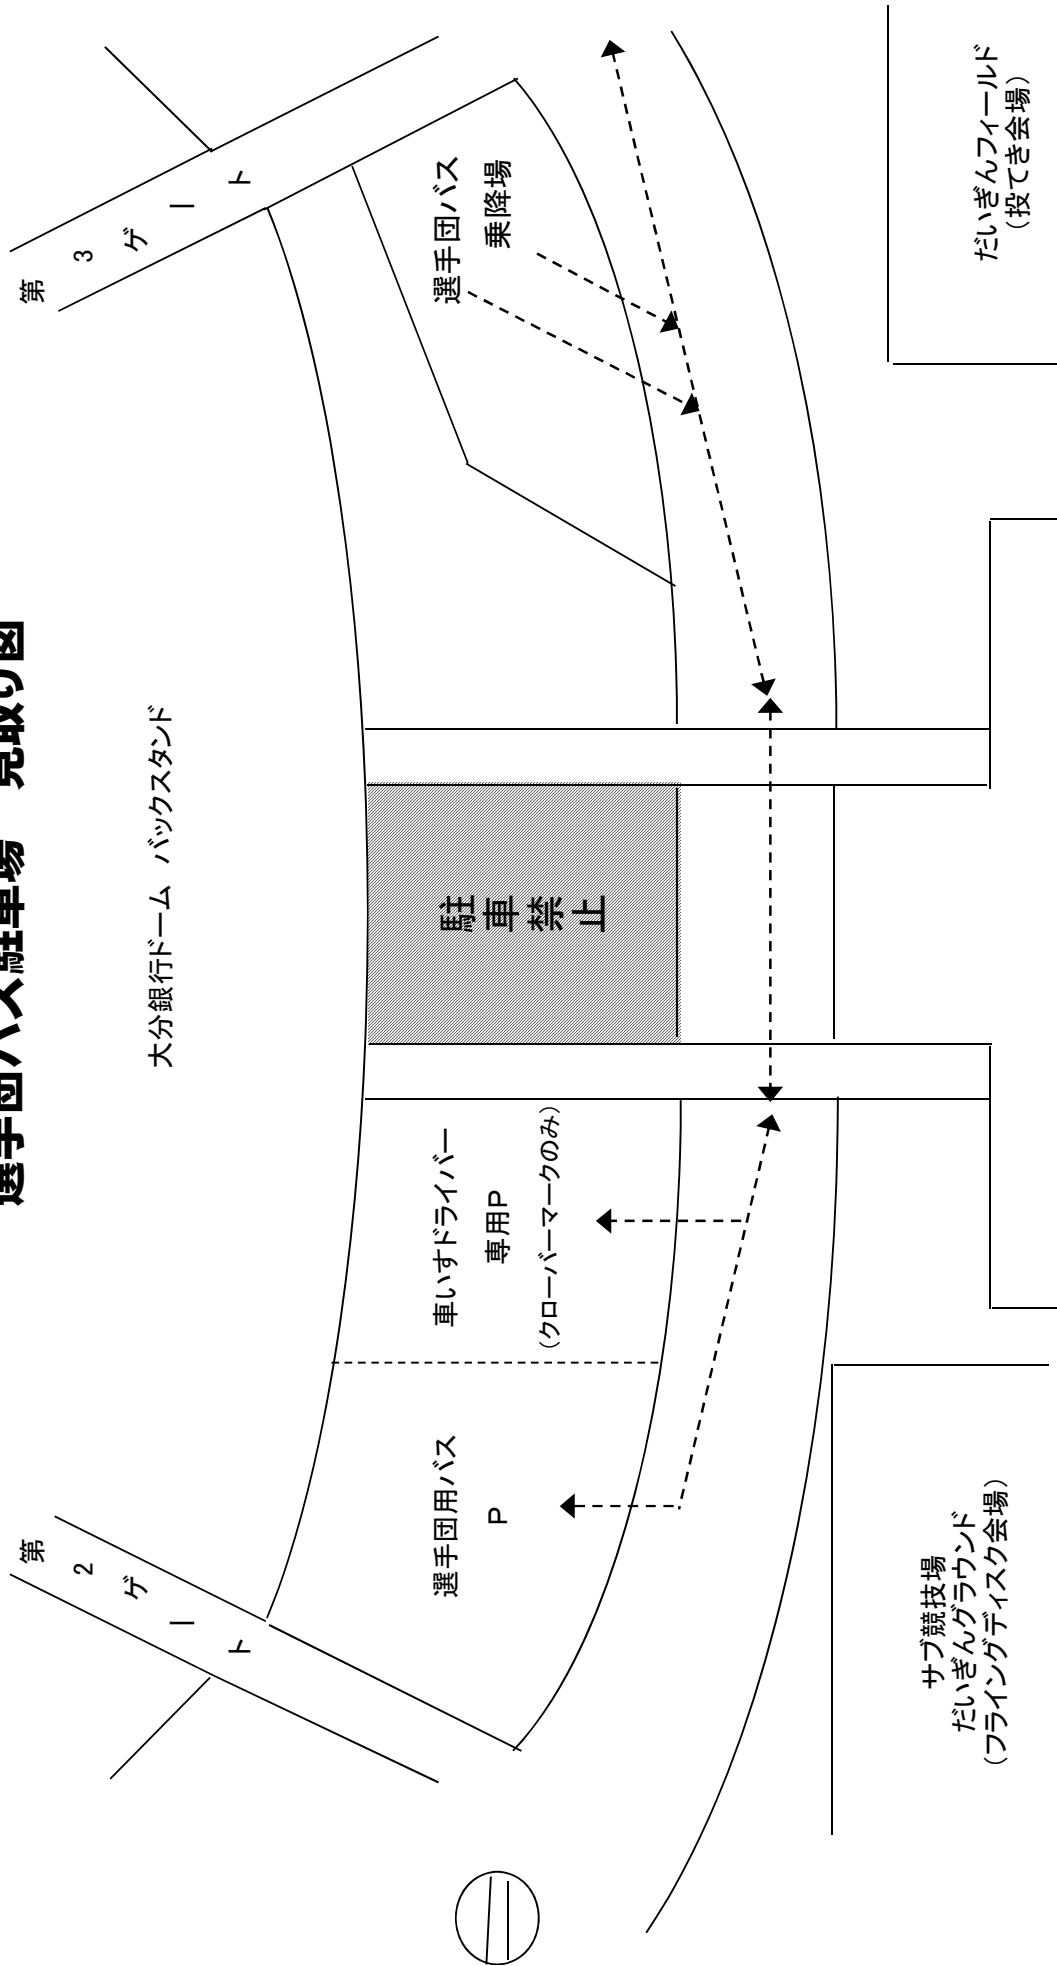 選手団バス駐車場　見取り図
大分銀行ドーム　バックスタンド
第２ゲート
第３ゲート
選手団用バス
Ｐ
車いすドライバー
専用Ｐ
（クローバーマークのみ）
駐車禁止
選手団バス
乗降場
サブ競技場
だいぎんグラウンド
（フライングディスク会場）
だいぎんフィールド
（投てき会場）